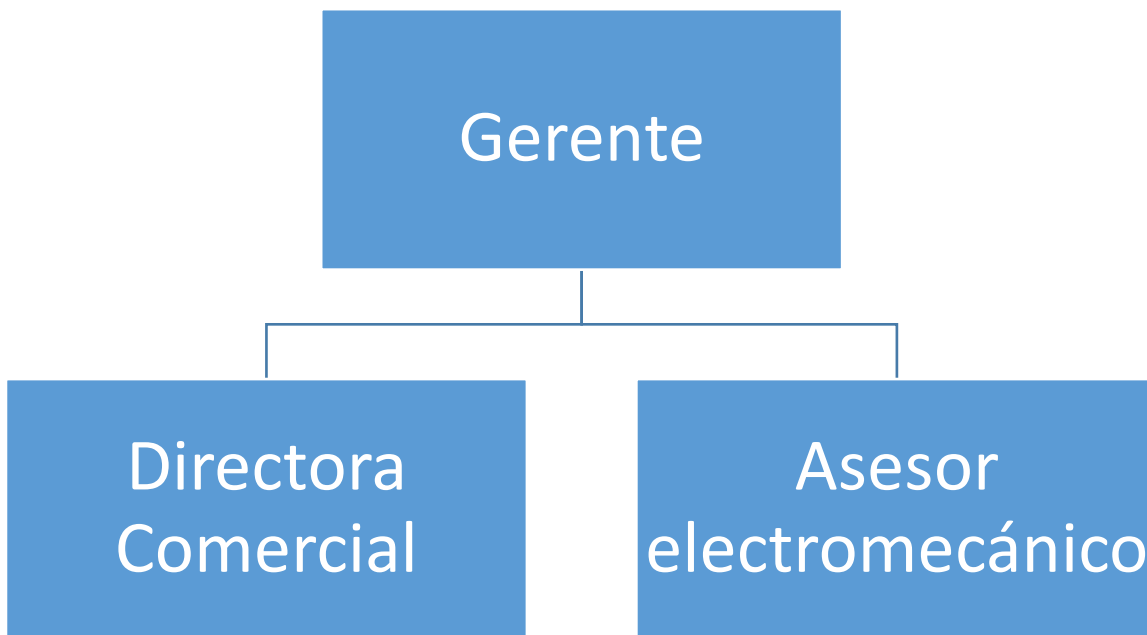 Gerente
Directora
Comercial
Asesor
electromecánico